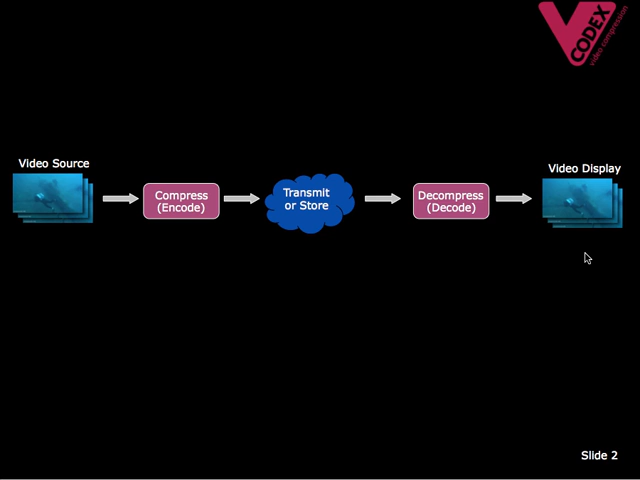 CODEX
video compression
Video Source
Compress
(Encode)
Transmit
or Store
Decompress
(Decode)
Video Display
Slide 2